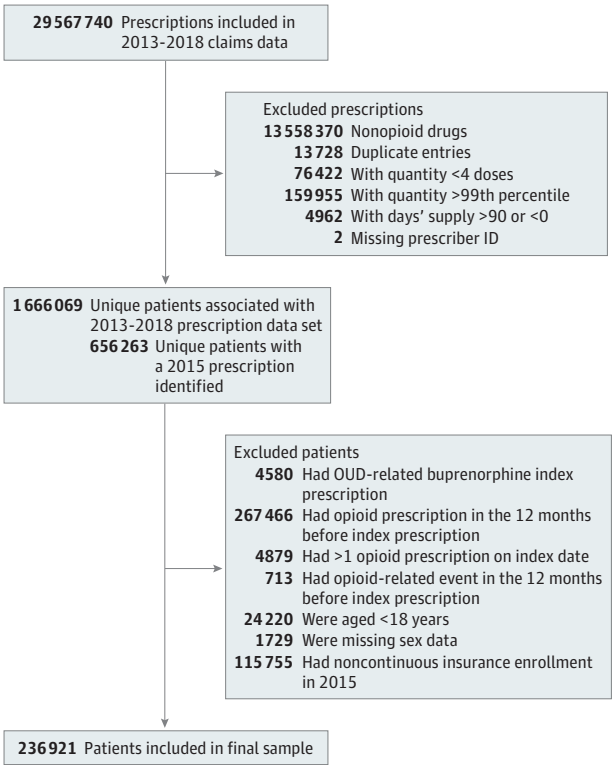 29 567 740 Prescriptions included in
2013-2018 claims data
Excluded prescriptions
13 558 370 Nonopioid drugs
13 728 Duplicate entries
76 422 With quantity <4 doses
159 955 With quantity >99th percentile
4962 With days’ supply >90 or <0
2 Missing prescriber ID
1 666 069 Unique patients associated with
2013-2018 prescription data set
656 263 Unique patients with
a 2015 prescription
identified
Excluded patients
4580 Had OUD-related buprenorphine index
prescription
267 466 Had opioid prescription in the 12 months
before index prescription
4879 Had >1 opioid prescription on index date
713 Had opioid-related event in the 12 months
before index prescription
24 220 Were aged <18 years
1729 Were missing sex data
115 755 Had noncontinuous insurance enrollment
in 2015
236 921 Patients included in final sample